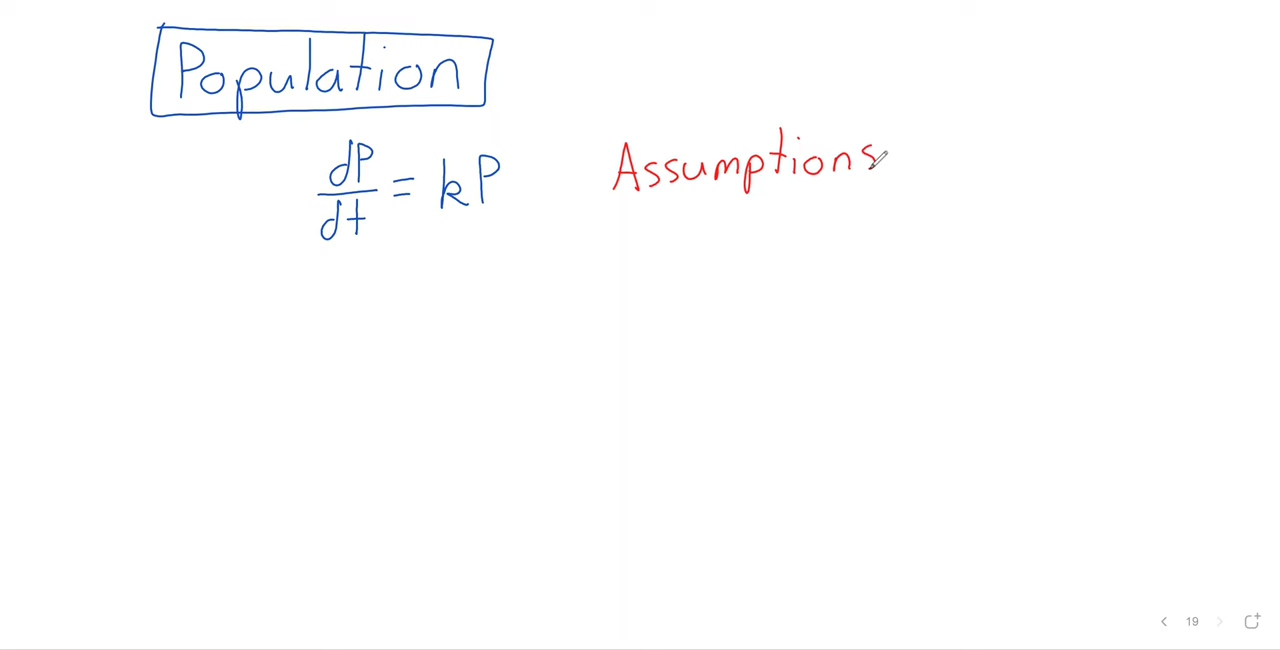 Population
dP/dt = kP
Assumptions
19